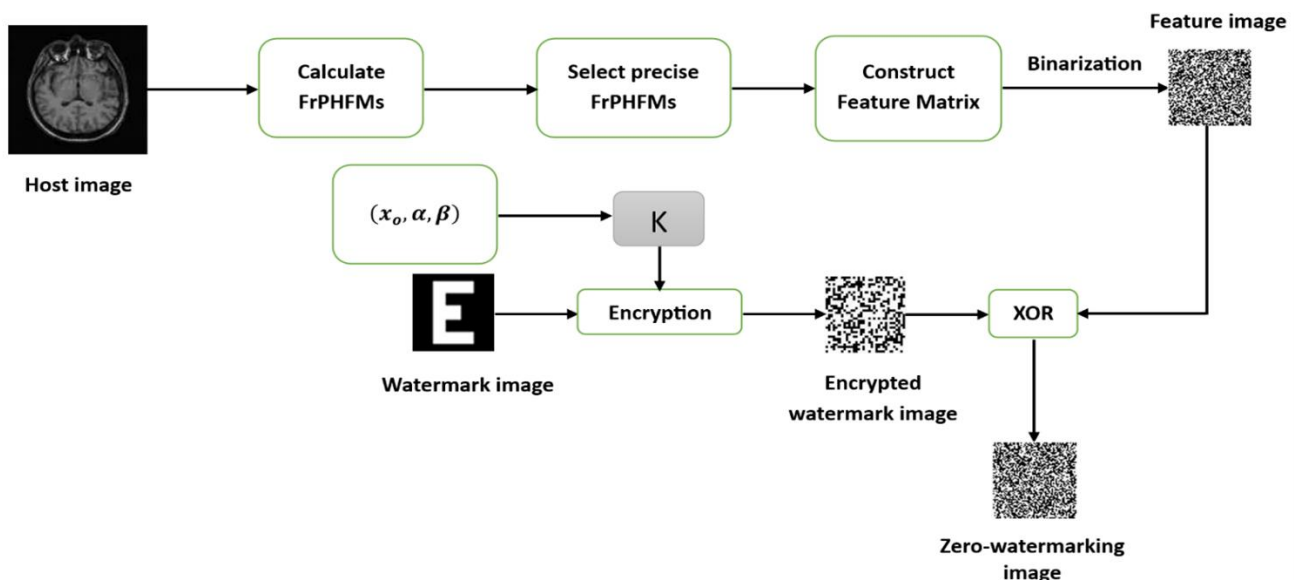 Feature image
Calculate
FrPHFMs
Select precise
FrPHFMs
Construct
Feature Matrix
Binarization
Host image
(x₀, α, β)
K
E
Encryption
XOR
Watermark image
Encrypted
watermark image
Zero-watermarking
image